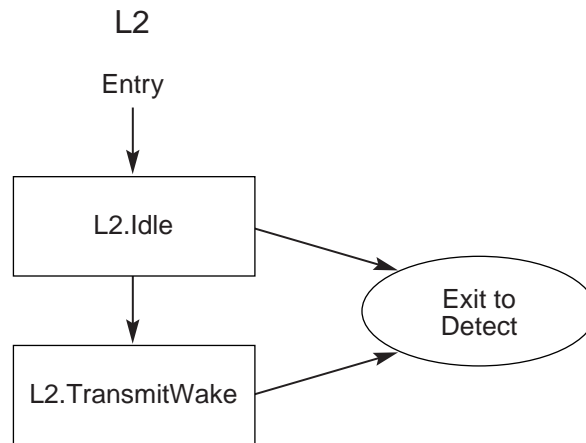 L2
Entry
L2.Idle
Exit to
Detect
L2.TransmitWake